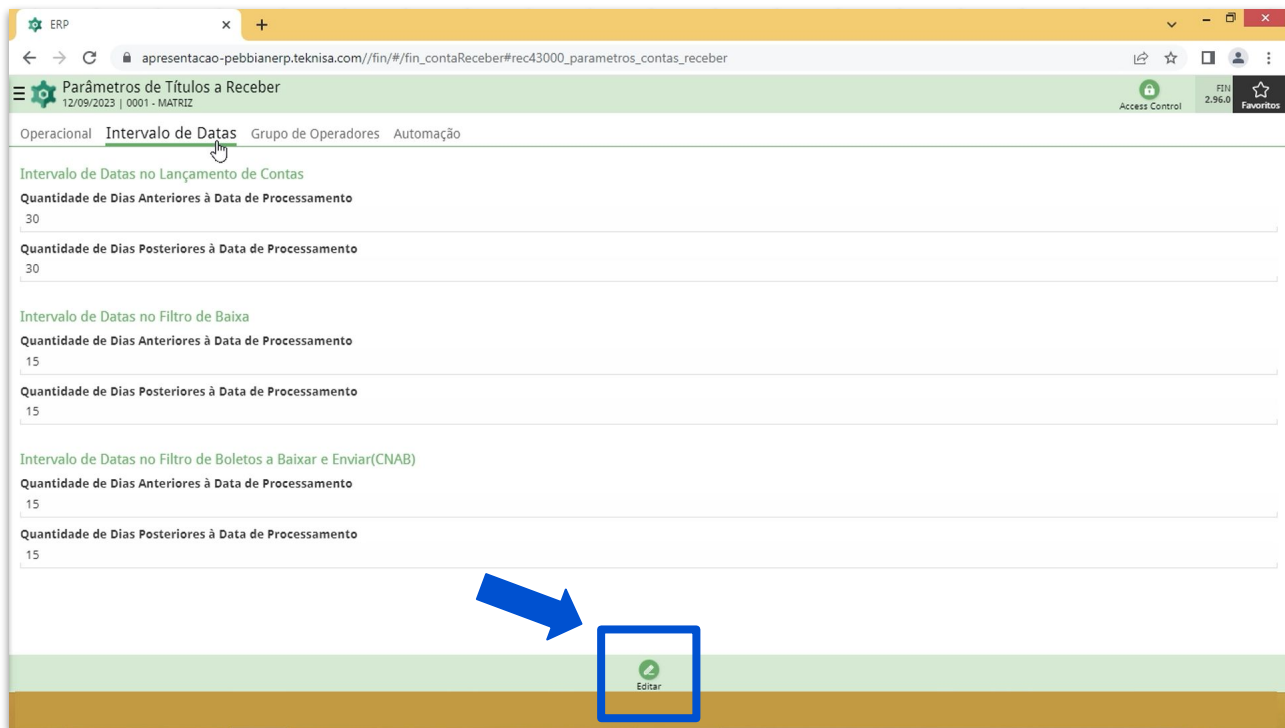 ERP
apresentacao-pebbianerp.teknisa.com//fin/#/fin_contaReceber#rec43000_parametros_contas_receber
Parâmetros de Títulos a Receber
12/09/2023 | 0001 - MATRIZ
Access Control
FIN
2.96.0
Favoritos
Operacional Intervalo de Datas Grupo de Operadores Automação
Intervalo de Datas no Lançamento de Contas
Quantidade de Dias Anteriores à Data de Processamento
30
Quantidade de Dias Posteriores à Data de Processamento
30
Intervalo de Datas no Filtro de Baixa
Quantidade de Dias Anteriores à Data de Processamento
15
Quantidade de Dias Posteriores à Data de Processamento
15
Intervalo de Datas no Filtro de Boletos a Baixar e Enviar(CNAB)
Quantidade de Dias Anteriores à Data de Processamento
15
Quantidade de Dias Posteriores à Data de Processamento
15
Editar